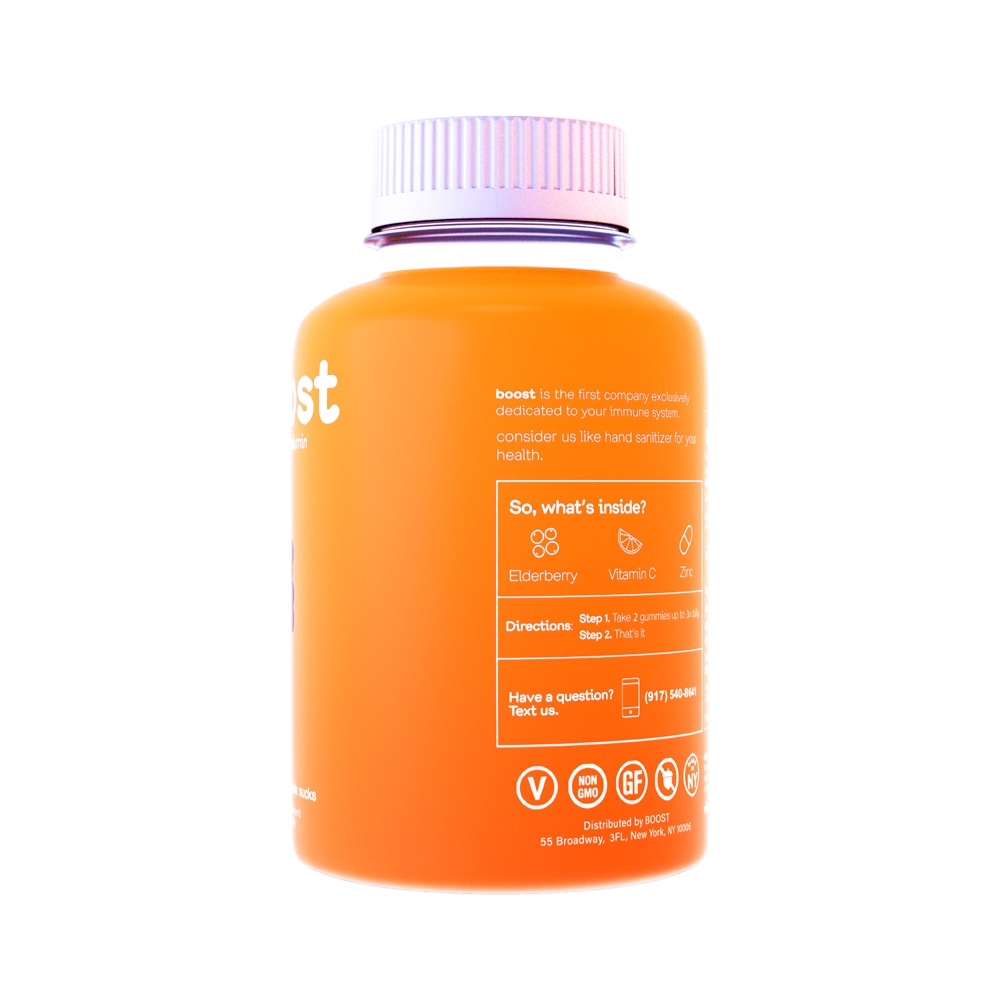 ost
boost is the first company exclusively
dedicated to your immune system.
consider us like hand sanitizer for your
health.
So, what's inside?
Elderberry Vitamin C Zinc
Directions: Step 1. Take 2 gummies up to 3x daily.
Step 2. That's it
Have a question?
Text us.
(917) 540-8641
V NON GMO GF NY
sucks
Distributed by BOOST
55 Broadway, 3FL, New York, NY 10006